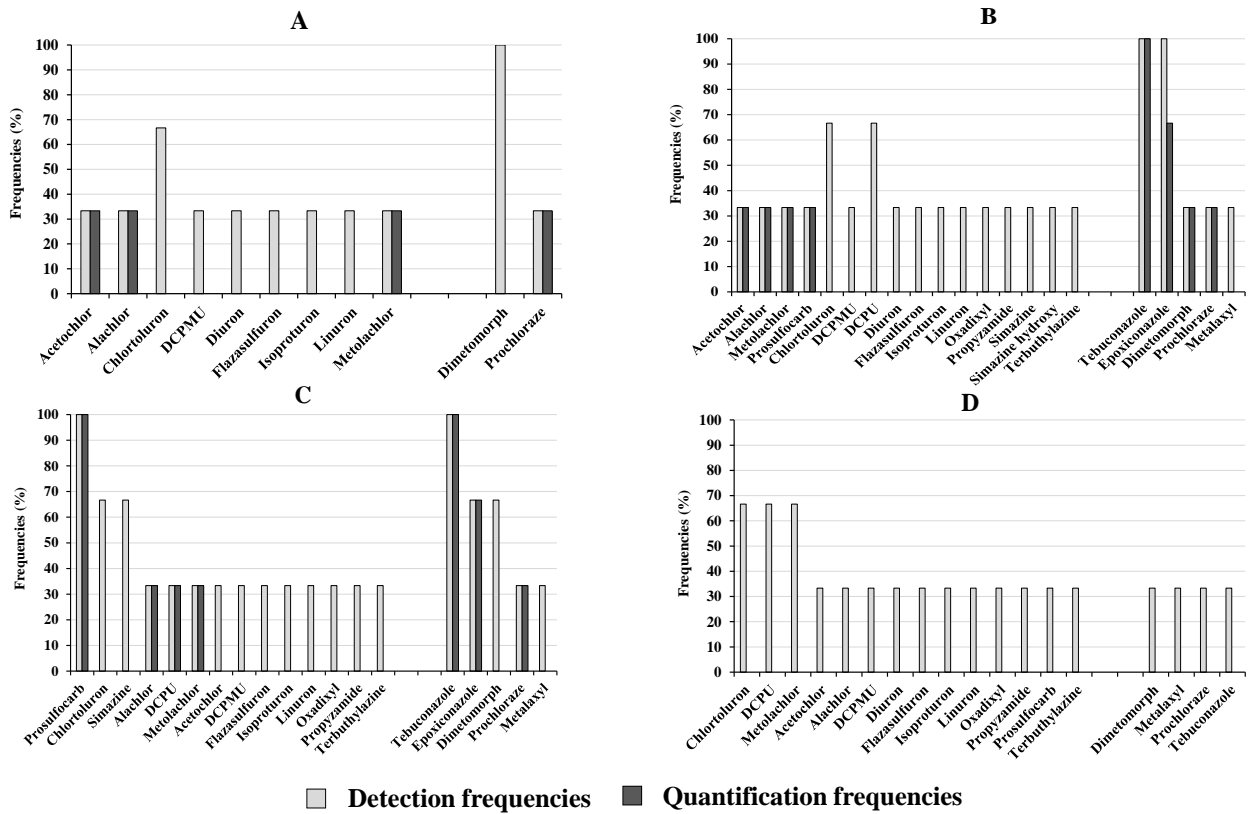 A
Frequencies (%)
100
90
80
70
60
50
40
30
20
10
0
Acetochlor
Alachlor
Chlortoluron
DCPMU
Diuron
Flazasulfuron
Isoproturon
Linuron
Metolachlor
Dimetomorph
Prochloraze
B
Frequencies (%)
100
90
80
70
60
50
40
30
20
10
0
Acetochlor
Alachlor
Metolachlor
Prosulfocarb
Chlortoluron
DCPMU
DCPU
Diuron
Flazasulfuron
Isoproturon
Linuron
Oxadixyl
Propyzamide
Simazine
Simazine hydroxy
Terbuthylazine
Tebuconazole
Epoxiconazole
Dimetomorph
Prochloraze
Metalaxyl
C
Frequencies (%)
100
90
80
70
60
50
40
30
20
10
0
Prosulfocarb
Chlortoluron
Simazine
Alachlor
DCPU
Metolachlor
Acetochlor
DCPMU
Flazasulfuron
Isoproturon
Linuron
Oxadixyl
Propyzamide
Terbuthylazine
Tebuconazole
Epoxiconazole
Dimetomorph
Prochloraze
Metalaxyl
D
Frequencies (%)
100
90
80
70
60
50
40
30
20
10
0
Chlortoluron
DCPU
Metolachlor
Acetochlor
Alachlor
DCPMU
Diuron
Flazasulfuron
Isoproturon
Linuron
Oxadixyl
Propyzamide
Prosulfocarb
Terbuthylazine
Dimetomorph
Metalaxyl
Prochloraze
Tebuconazole
Detection frequencies
Quantification frequencies